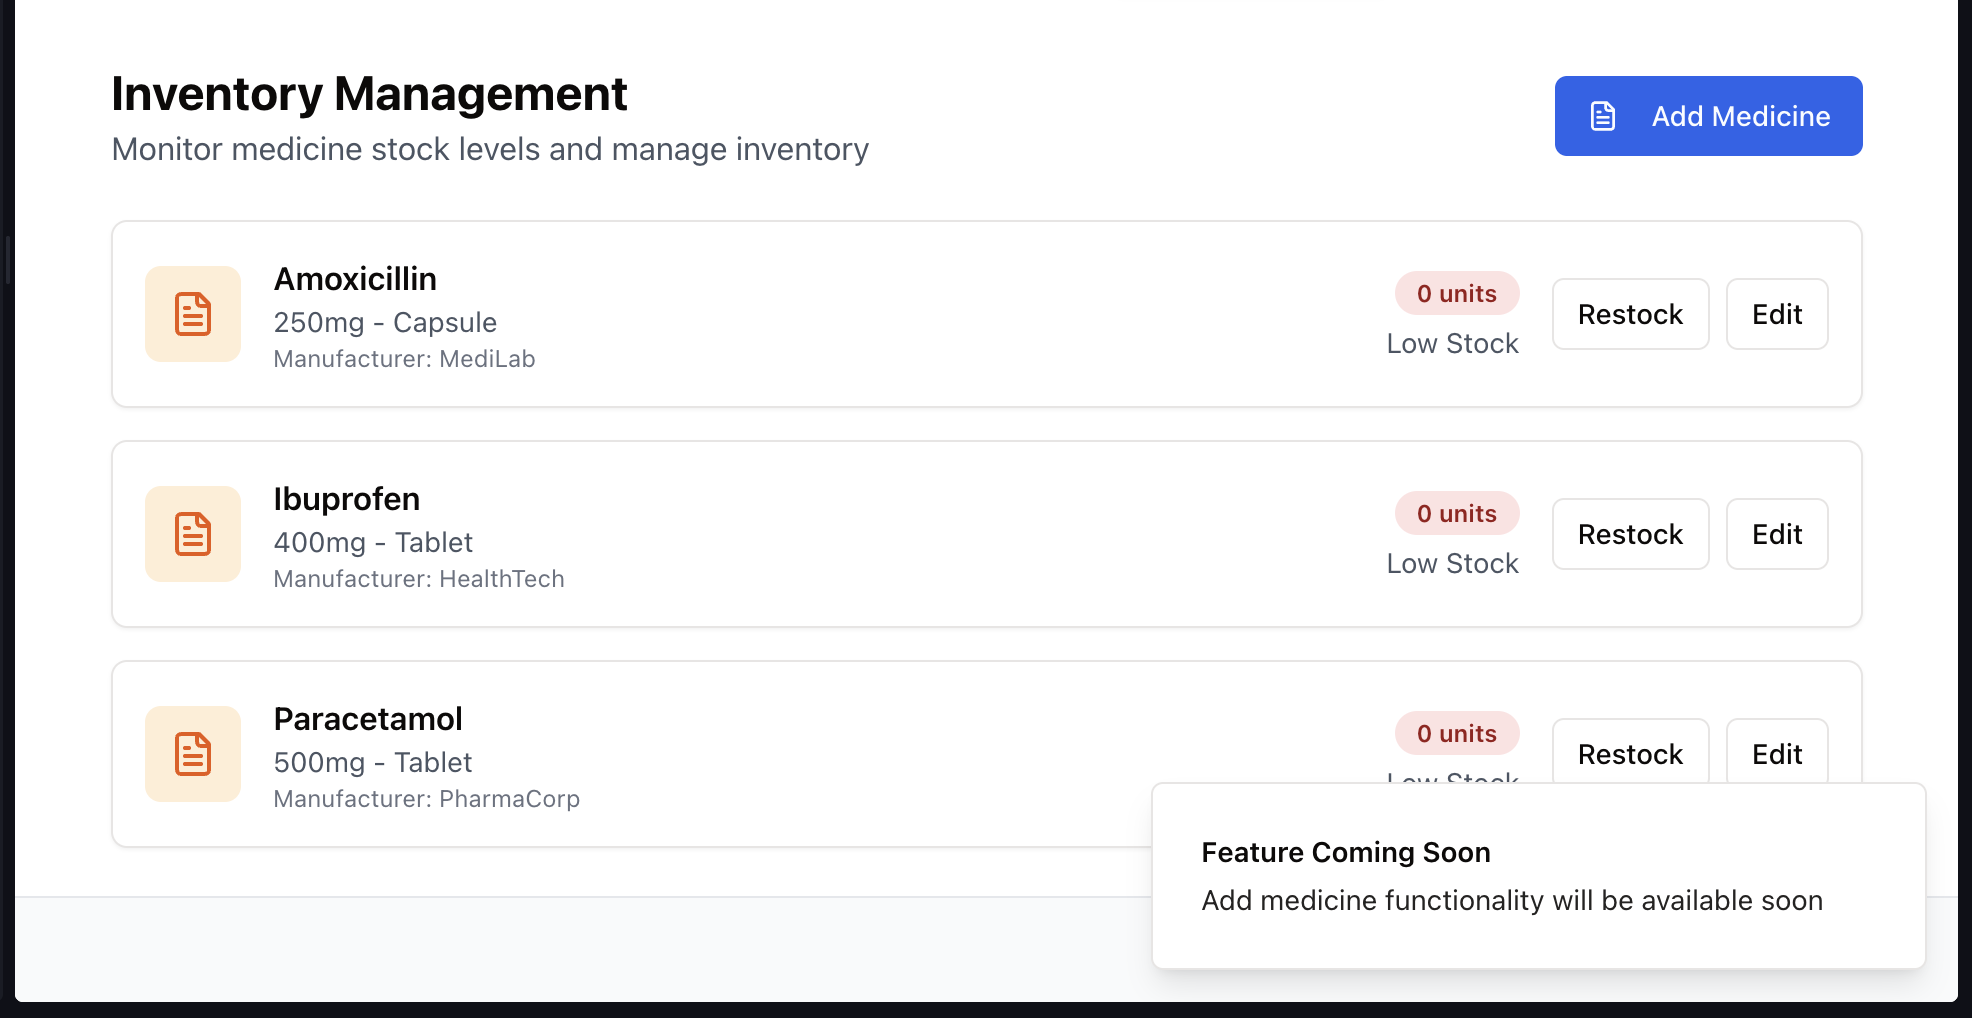 Inventory Management
Monitor medicine stock levels and manage inventory
Add Medicine
Amoxicillin
250mg - Capsule
Manufacturer: MediLab
0 units
Low Stock
Restock
Edit
Ibuprofen
400mg - Tablet
Manufacturer: HealthTech
0 units
Low Stock
Restock
Edit
Paracetamol
500mg - Tablet
Manufacturer: PharmaCorp
0 units
Low Stock
Restock
Edit
Feature Coming Soon
Add medicine functionality will be available soon